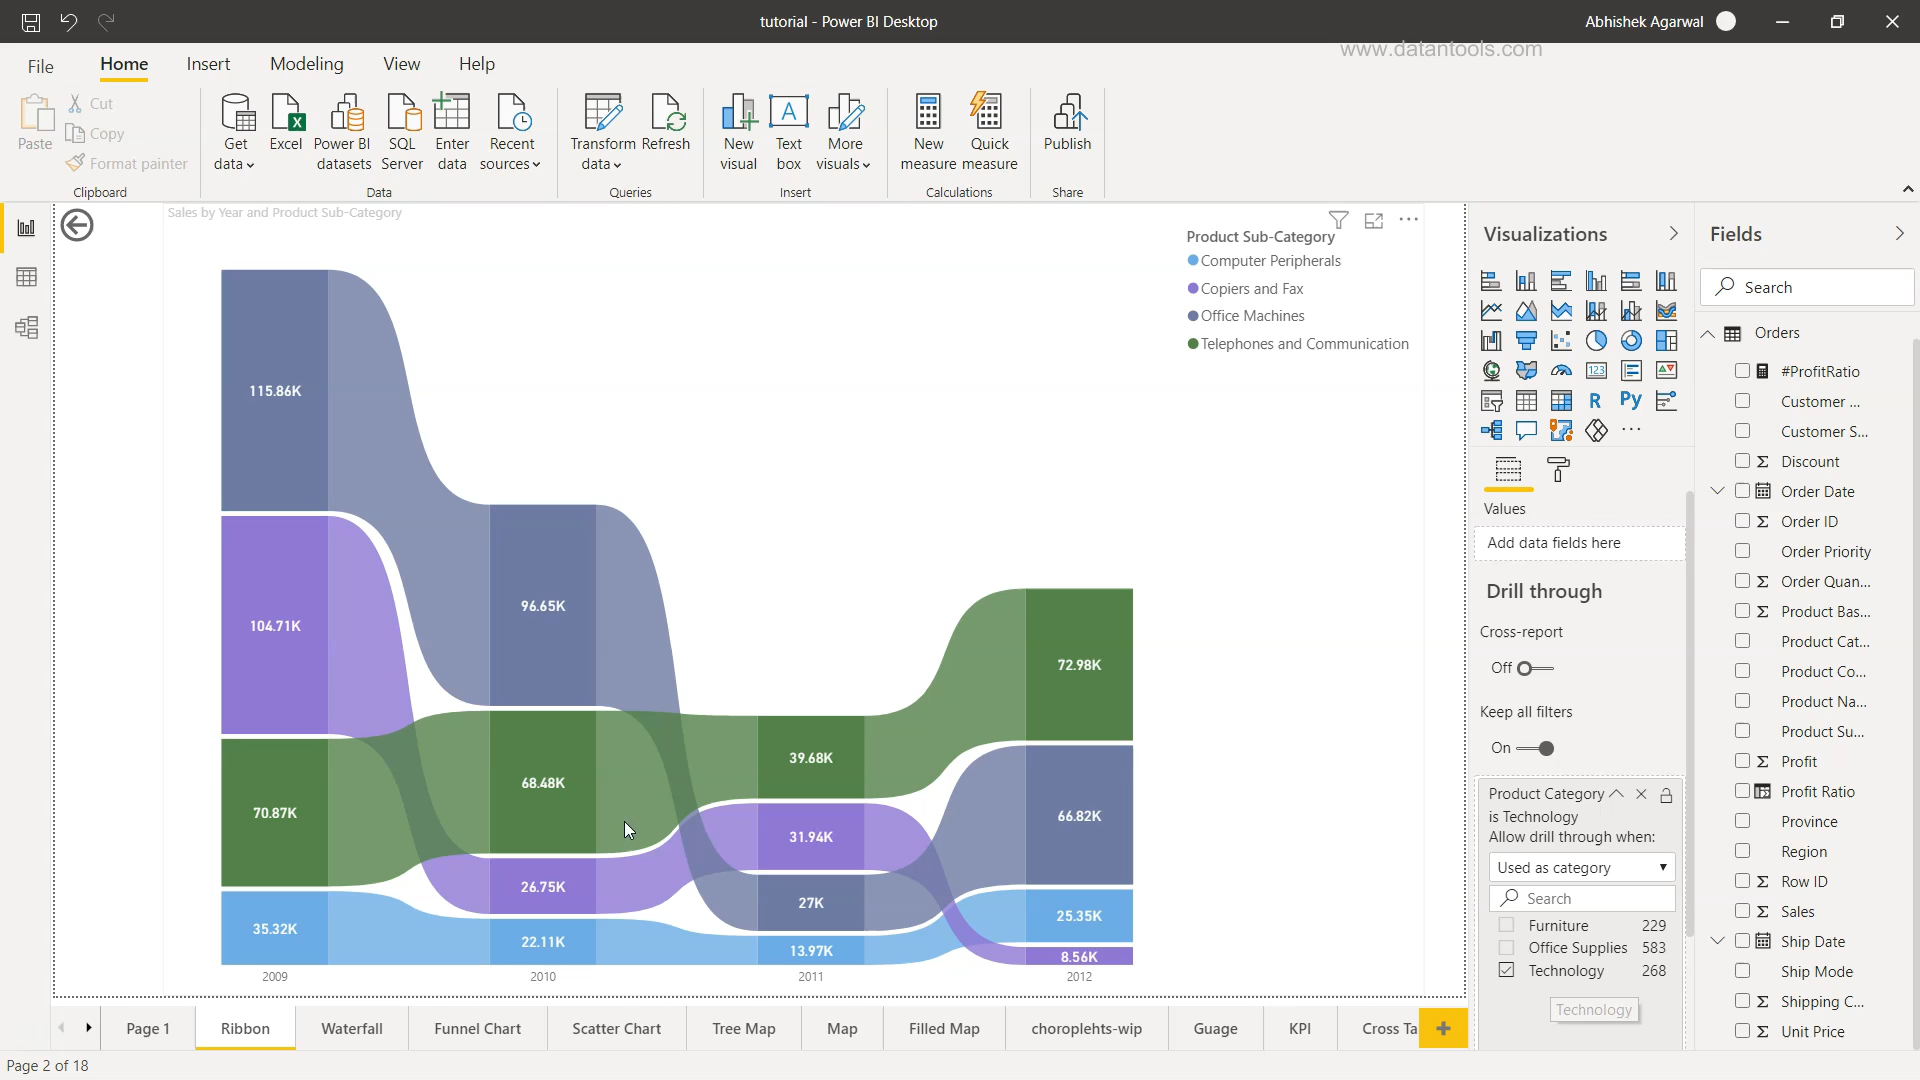 tutorial - Power BI Desktop
Abhishek Agarwal
www.datantools.com
File
Home
Insert
Modeling
View
Help
Paste
Cut
Copy
Format painter
Clipboard
Get
data
Excel
Power BI
datasets
SQL
Server
Enter
data
Recent
sources
Data
Transform
data
Refresh
Queries
New
visual
A
Text
box
More
visuals
Insert
New
measure
Quick
measure
Calculations
Publish
Share
Sales by Year and Product Sub-Category
Product Sub-Category
Computer Peripherals
Copiers and Fax
Office Machines
Telephones and Communication
115.86K
104.71K
70.87K
35.32K
96.65K
68.48K
26.75K
22.11K
39.68K
31.94K
27K
13.97K
72.98K
66.82K
25.35K
8.56K
2009
2010
2011
2012
Visualizations
123
R
Py
Values
Add data fields here
Drill through
Cross-report
Off
Keep all filters
On
Product Category
is Technology
Allow drill through when:
Used as category
Search
Furniture 229
Office Supplies 583
Technology 268
Technology
Fields
Search
Orders
#ProfitRatio
Customer ...
Customer S...
Discount
Order Date
Order ID
Order Priority
Order Quan...
Product Bas...
Product Cat...
Product Co...
Product Na...
Product Su...
Profit
Profit Ratio
Province
Region
Row ID
Sales
Ship Date
Ship Mode
Shipping C...
Unit Price
Page 1
Ribbon
Waterfall
Funnel Chart
Scatter Chart
Tree Map
Map
Filled Map
choroplehts-wip
Guage
KPI
Cross Ta
Page 2 of 18